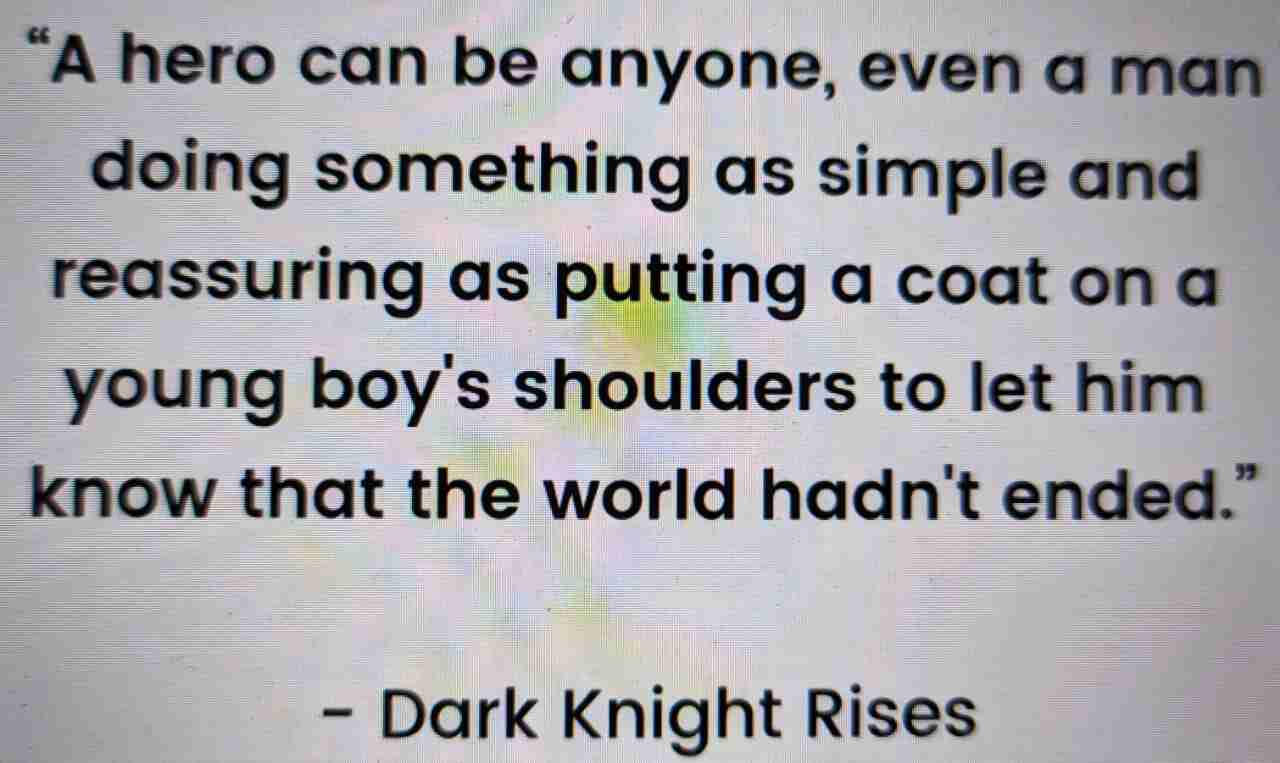 “A hero can be anyone, even a man
doing something as simple and
reassuring as putting a coat on a
young boy's shoulders to let him
know that the world hadn't ended.”
- Dark Knight Rises